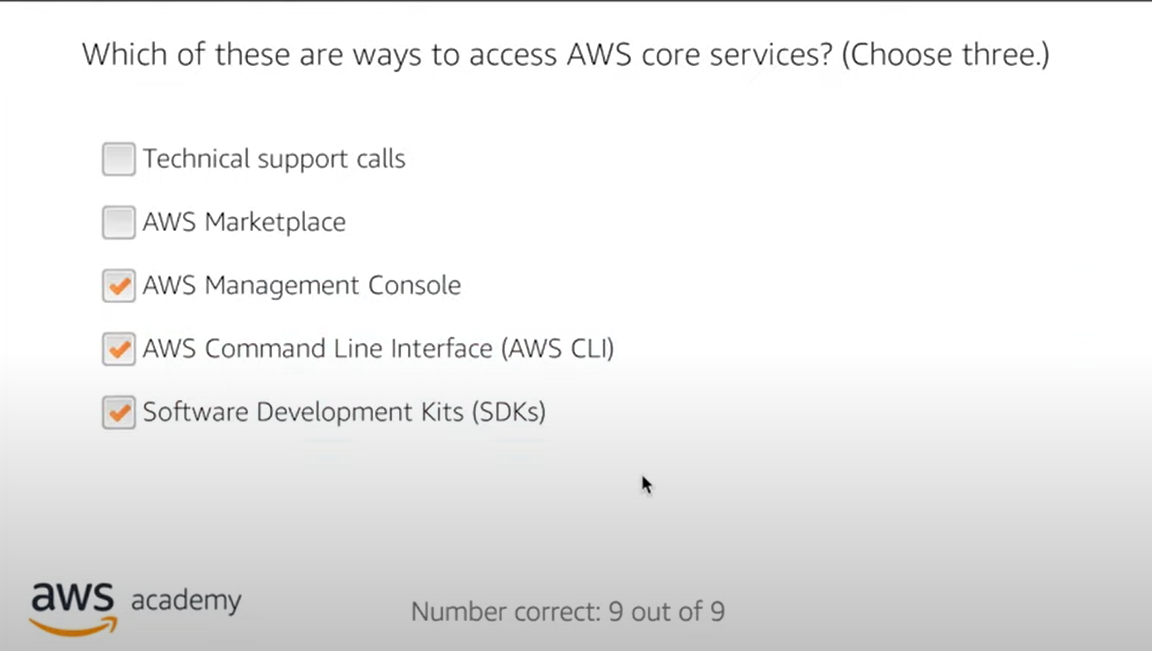 Which of these are ways to access AWS core services? (Choose three.)
Technical support calls
AWS Marketplace
AWS Management Console
AWS Command Line Interface (AWS CLI)
Software Development Kits (SDKs)
aws academy
Number correct: 9 out of 9